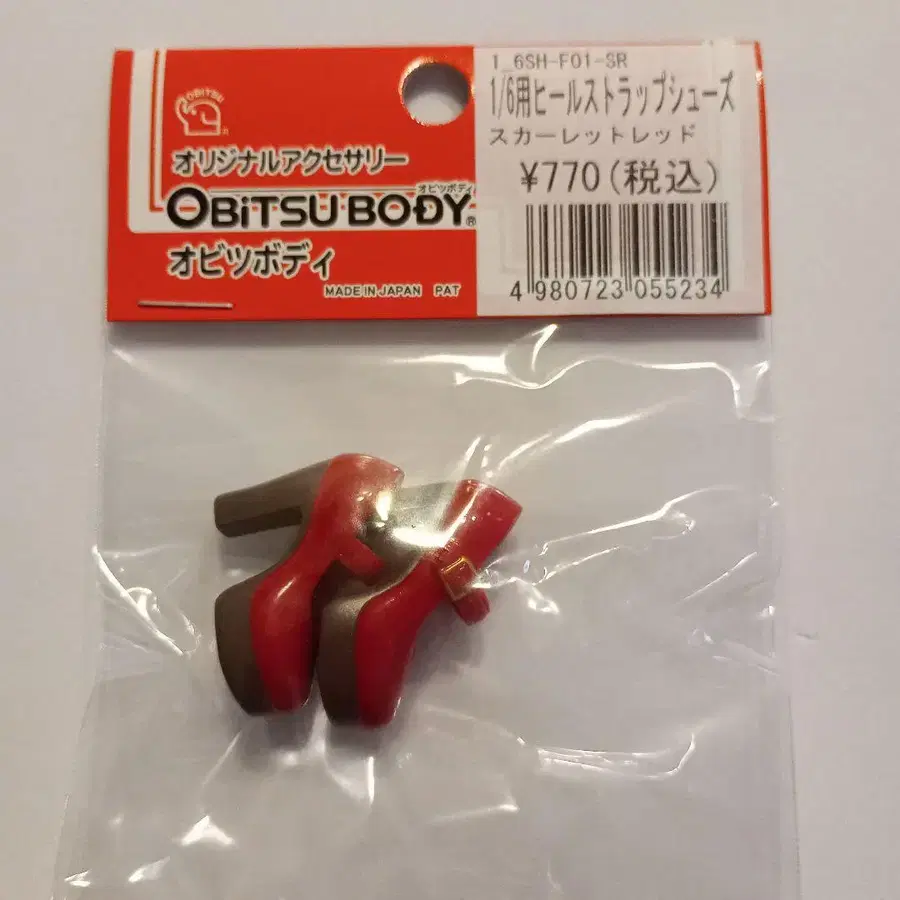 OBITSU
オリジナルアクセサリー
オビツボディ
OBiTSU BODY®
オビツボディ
MADE IN JAPAN PAT
1_6SH-F01-SR
1/6用ヒールストラップシューズ
スカーレットレッド
¥770(税込)
4 980723 055234